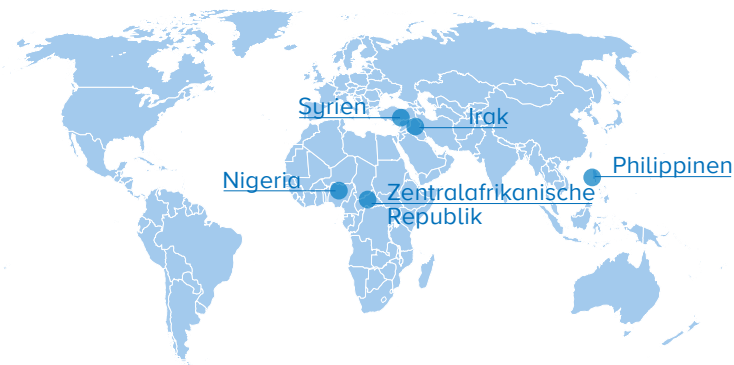 Syrien
Irak
Philippinen
Nigeria
Zentralafrikanische
Republik